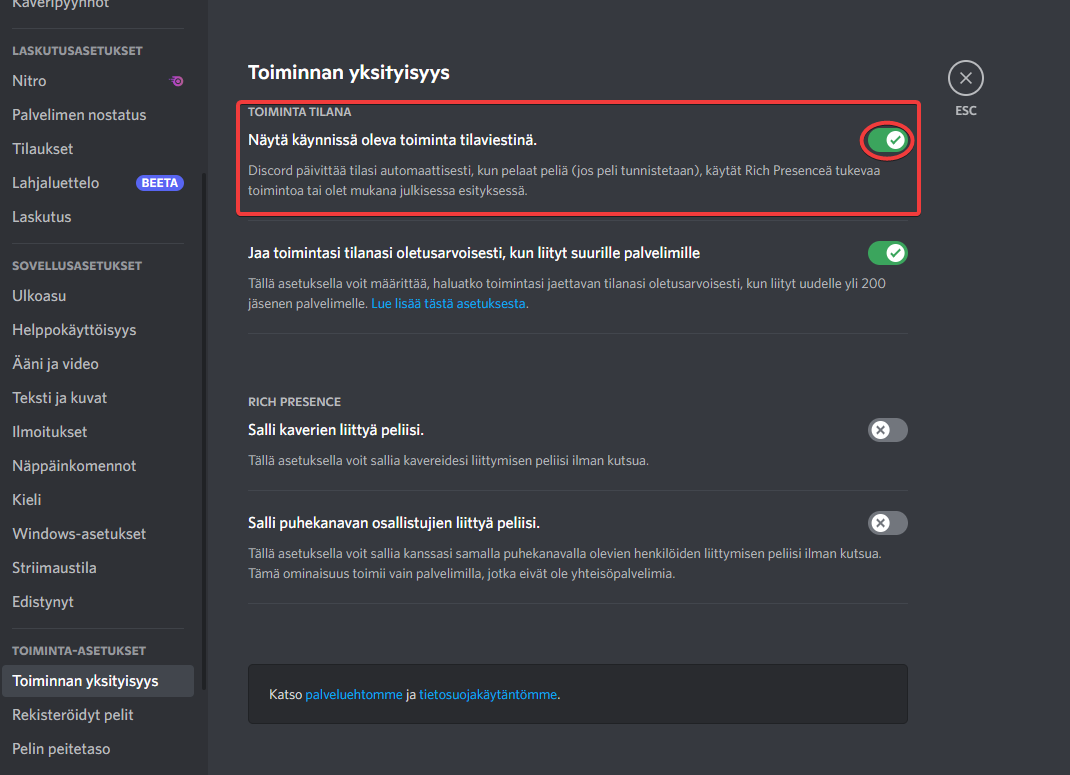 Kaveripyynnöt
LASKUTUSASETUKSET
Nitro
Palvelimen nostatus
Tilaukset
Lahjaluettelo
BEETA
Laskutus
SOVELLUSASETUKSET
Ulkoasu
Helppokäyttöisyys
Ääni ja video
Teksti ja kuvat
Ilmoitukset
Näppäinkomennot
Kieli
Windows-asetukset
Striimaustila
Edistynyt
TOIMINTA-ASETUKSET
Toiminnan yksityisyys
Rekisteröidyt pelit
Pelin peitetaso
Toiminnan yksityisyys
ESC
TOIMINTA TILANA
Näytä käynnissä oleva toiminta tilaviestinä.
Discord päivittää tilasi automaattisesti, kun pelaat peliä (jos peli tunnistetaan), käytät Rich Presenceä tukevaa
toimintoa tai olet mukana julkisessa esityksessä.
Jaa toimintasi tilanasi oletusarvoisesti, kun liityt suurille palvelimille
Tällä asetuksella voit määrittää, haluatko toimintasi jaettavan tilanasi oletusarvoisesti, kun liityt uudelle yli 200
jäsenen palvelimelle. Lue lisää tästä asetuksesta.
RICH PRESENCE
Salli kaverien liittyä peliisi.
Tällä asetuksella voit sallia kavereidesi liittymisen peliisi ilman kutsua.
Salli puhekanavan osallistujien liittyä peliisi.
Tällä asetuksella voit sallia kanssasi samalla puhekanavalla olevien henkilöiden liittymisen peliisi ilman kutsua.
Tämä ominaisuus toimii vain palvelimilla, jotka eivät ole yhteisöpalvelimia.
Katso palveluehtomme ja tietosuojakäytäntömme.